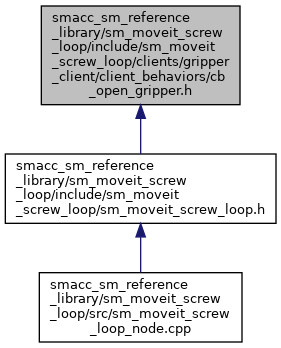 smacc_sm_reference
_library/sm_moveit_screw
_loop/include/sm_moveit
_screw_loop/clients/gripper
_client/client_behaviors/cb
_open_gripper.h
smacc_sm_reference
_library/sm_moveit_screw
_loop/include/sm_moveit
_screw_loop/sm_moveit_screw_loop.h
smacc_sm_reference
_library/sm_moveit_screw
_loop/src/sm_moveit_screw
_loop_node.cpp